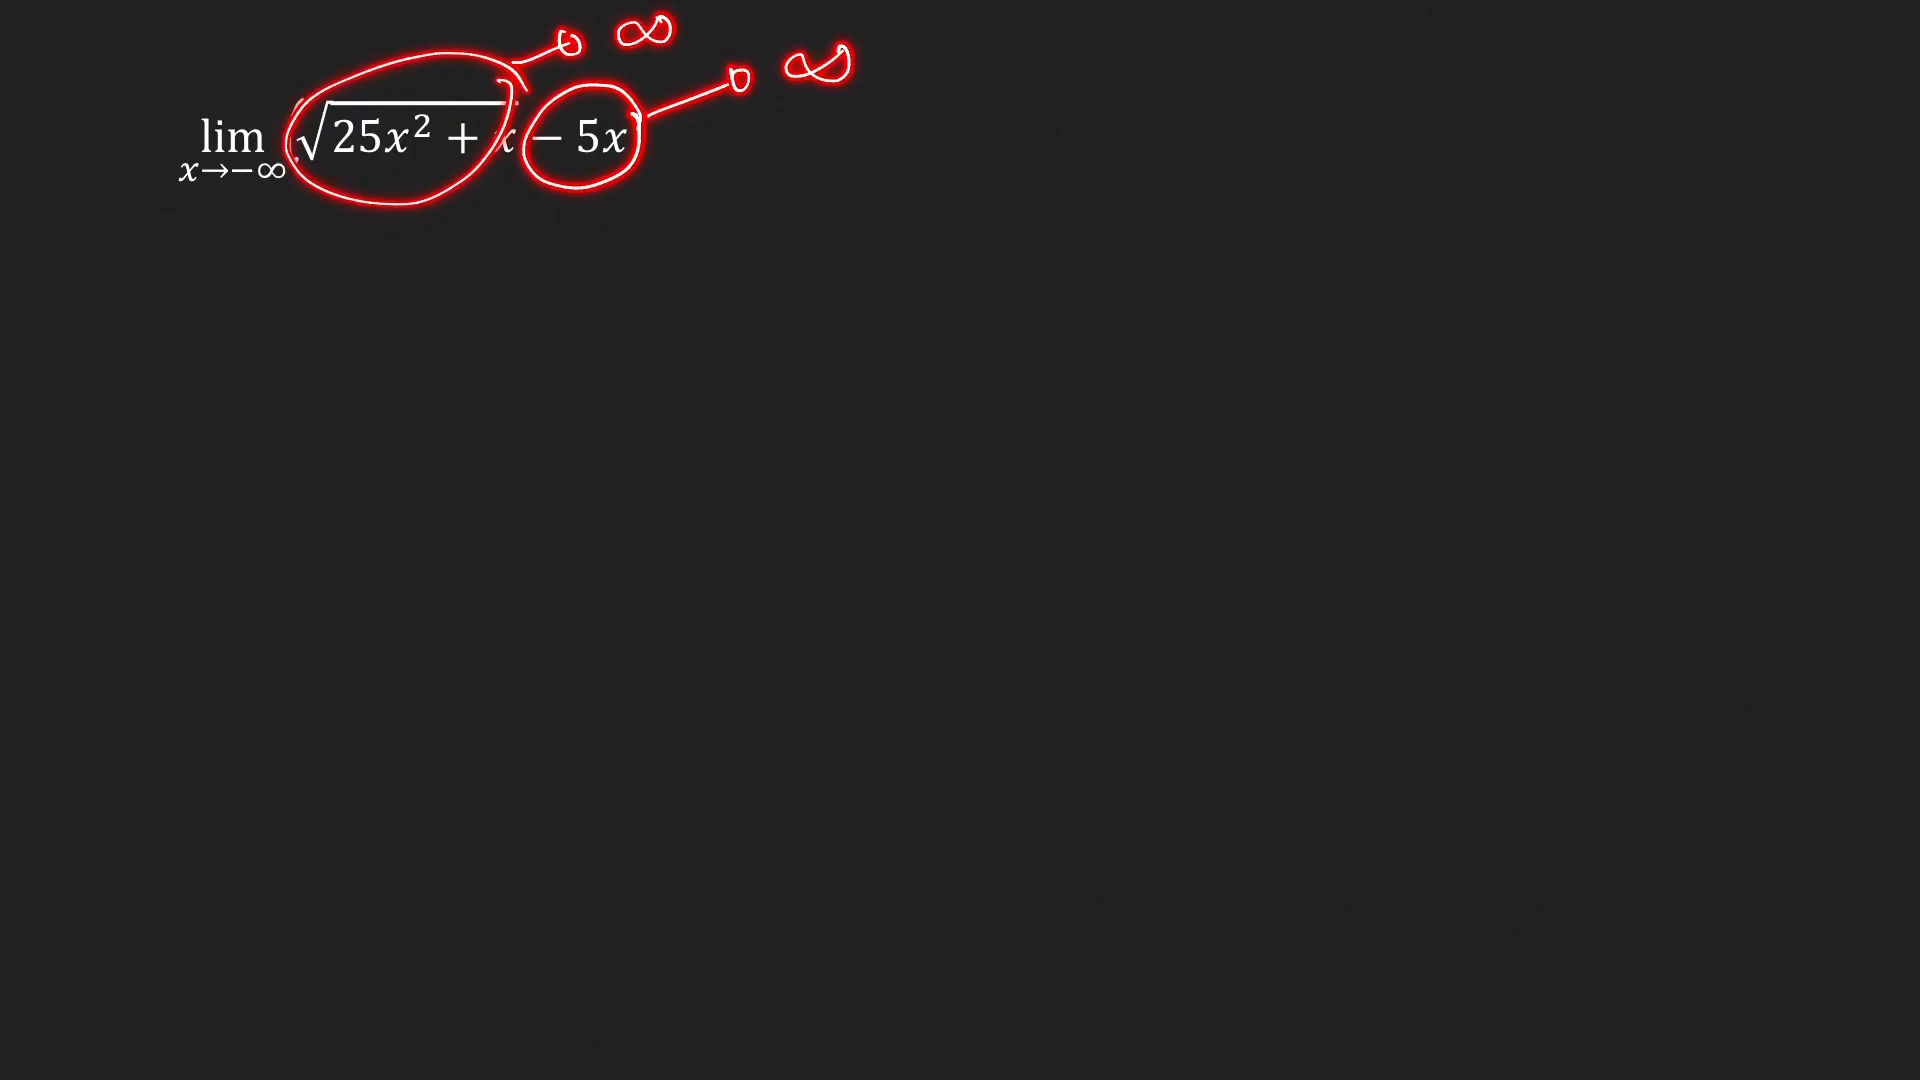 ∞
∞
lim √25x² + x − 5x
x→−∞